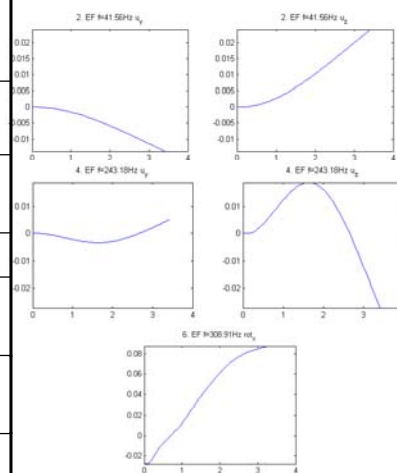 2. EF f=41.56Hz u_y
2. EF f=41.56Hz u_z
0.02
0.015
0.01
0.005
0
-0.005
-0.01
0 1 2 3 4
0.02
0.015
0.01
0.005
0
-0.005
-0.01
0 1 2 3 4
4. EF f=243.18Hz u_y
4. EF f=243.18Hz u_z
0.01
0
-0.01
-0.02
0 1 2 3 4
0.01
0
-0.01
-0.02
0 1 2 3
6. EF f=308.91Hz rot_x
0.08
0.06
0.04
0.02
0
-0.02
0 1 2 3 4